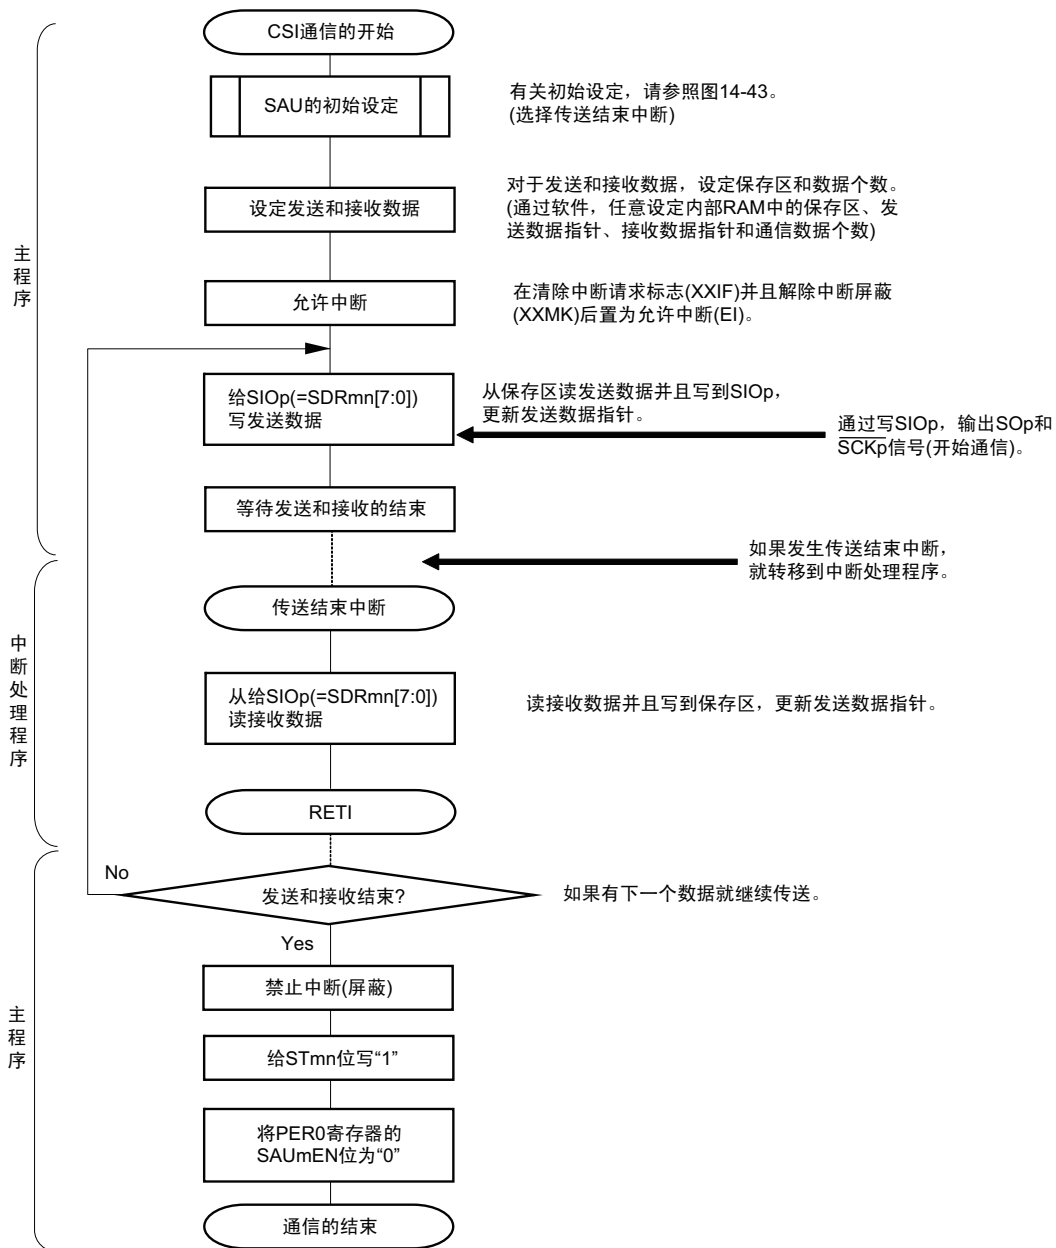 CSI通信的开始
SAU的初始设定
有关初始设定，请参照图14-43。
(选择传送结束中断)
设定发送和接收数据
对于发送和接收数据，设定保存区和数据个数。
(通过软件，任意设定内部RAM中的保存区、发
送数据指针、接收数据指针和通信数据个数)
主程序
允许中断
在清除中断请求标志(XXIF)并且解除中断屏蔽
(XXMK)后置为允许中断(EI)。
给SIOp(=SDRmn[7:0])
写发送数据
从保存区读发送数据并且写到SIOp，
更新发送数据指针。
通过写SIOp，输出SOp和
SCKp信号(开始通信)。
等待发送和接收的结束
如果发生传送结束中断，
就转移到中断处理程序。
传送结束中断
中断处理程序
从给SIOp(=SDRmn[7:0])
读接收数据
读接收数据并且写到保存区，更新发送数据指针。
RETI
No
发送和接收结束?
如果有下一个数据就继续传送。
Yes
禁止中断(屏蔽)
主程序
给STmn位写“1”
将PER0寄存器的
SAUmEN位为“0”
通信的结束